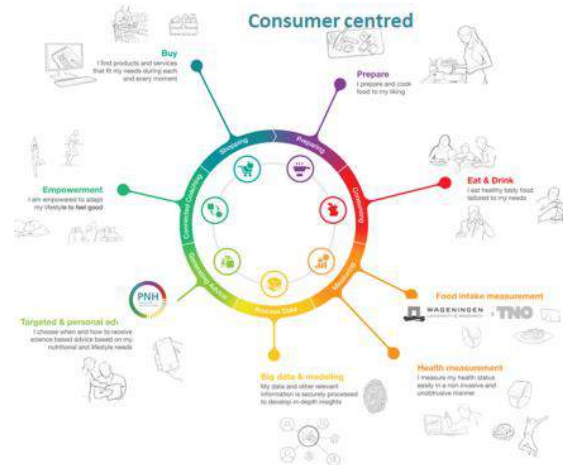 Consumer centred
Buy
I find products and services
that fit my needs during each
and every moment
Prepare
I prepare and cook
food to my liking
Shopping
Preparing
Empowerment
I am empowered to adapt
my lifestyle to feel good
Connected Coaching
Consuming
Eat & Drink
I eat healthy tasty food
tailored to my needs
Generating Advice
Process Data
Monitoring
PNH
Targeted & personal adv
I choose when and how to receive
science based advice based on my
nutritional and lifestyle needs
Food intake measurement
WAGENINGEN
UNIVERSITY & RESEARCH
TNO
Big data & modeling
My data and other relevant
information is securely processed
to develop in-depth insights
Health measurement
I measure my health status
easily in a non invasive and
unobtrusive manner